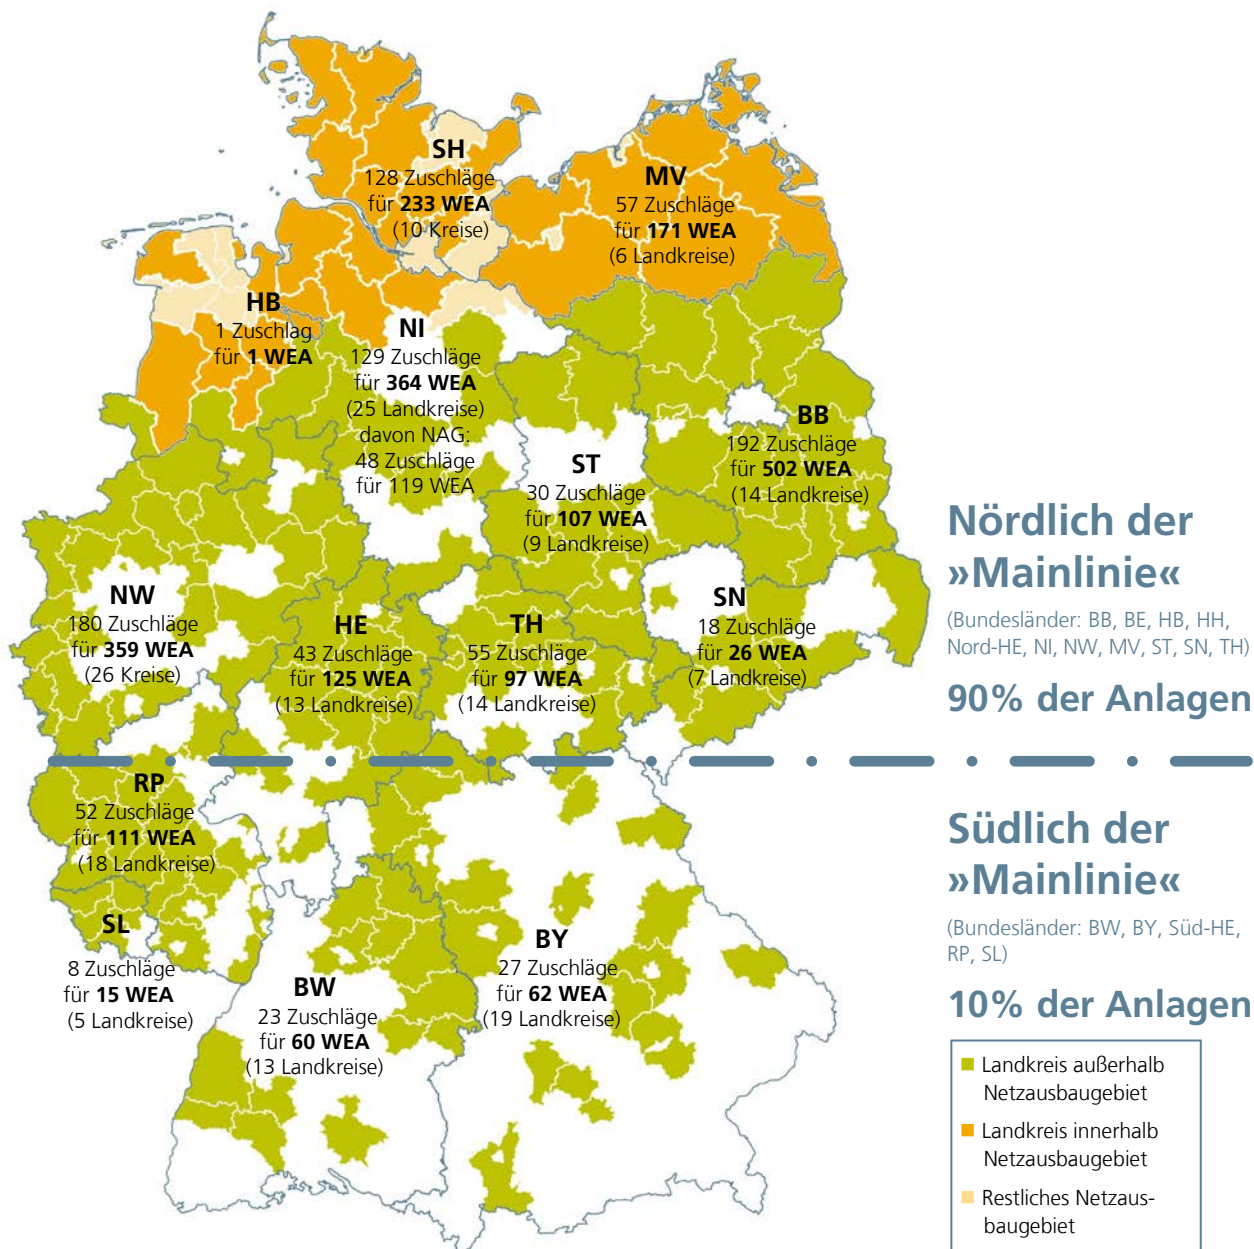 SH
128 Zuschläge
für 233 WEA
(10 Kreise)
MV
57 Zuschläge
für 171 WEA
(6 Landkreise)
HB
1 Zuschlag
für 1 WEA
NI
129 Zuschläge
für 364 WEA
(25 Landkreise)
davon NAG:
48 Zuschläge
für 119 WEA
BB
192 Zuschläge
für 502 WEA
(14 Landkreise)
ST
30 Zuschläge
für 107 WEA
(9 Landkreise)
NW
180 Zuschläge
für 359 WEA
(26 Kreise)
HE
43 Zuschläge
für 125 WEA
(13 Landkreise)
TH
55 Zuschläge
für 97 WEA
(14 Landkreise)
SN
18 Zuschläge
für 26 WEA
(7 Landkreise)
Nördlich der
»Mainlinie«
(Bundesländer: BB, BE, HB, HH,
Nord-HE, NI, NW, MV, ST, SN, TH)
90% der Anlagen
RP
52 Zuschläge
für 111 WEA
(18 Landkreise)
SL
8 Zuschläge
für 15 WEA
(5 Landkreise)
BW
23 Zuschläge
für 60 WEA
(13 Landkreise)
BY
27 Zuschläge
für 62 WEA
(19 Landkreise)
Südlich der
»Mainlinie«
(Bundesländer: BW, BY, Süd-HE,
RP, SL)
10% der Anlagen
Landkreis außerhalb
Netzausbaugebiet
Landkreis innerhalb
Netzausbaugebiet
Restliches Netzaus-
baugebiet